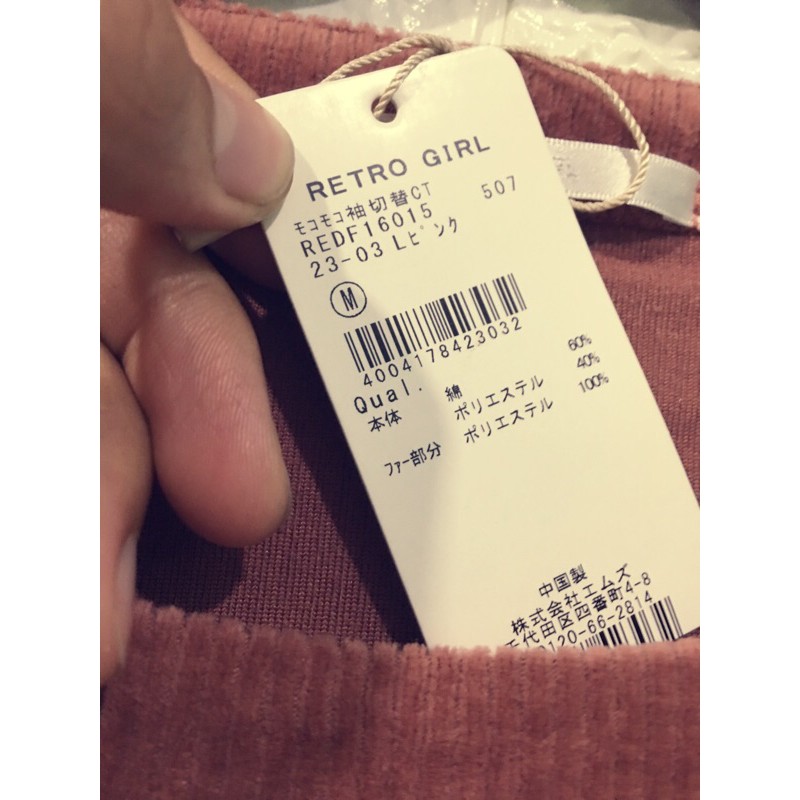 RETRO GIRL
ﾓｺﾓｺ袖切替CT 507
REDF16015
23-03 Lﾋﾟﾝｸ
M
4004178423032
Qual.
本体 綿 60%
ポリエステル 40%
ﾌｧｰ部分 ポリエステル 100%
中国製
株式会社エムズ
代田区四番町4-8
0120-66-2814